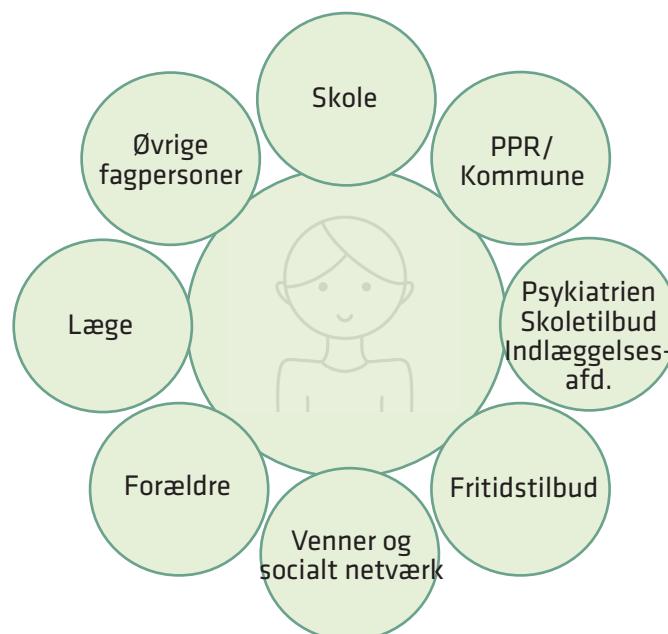 Skole
Øvrige
fagpersoner
PPR/
Kommune
Læge
Psykiatrien
Skoletilbud
Indlæggelses-
afd.
Forældre
Fritidstilbud
Venner og
socialt netværk